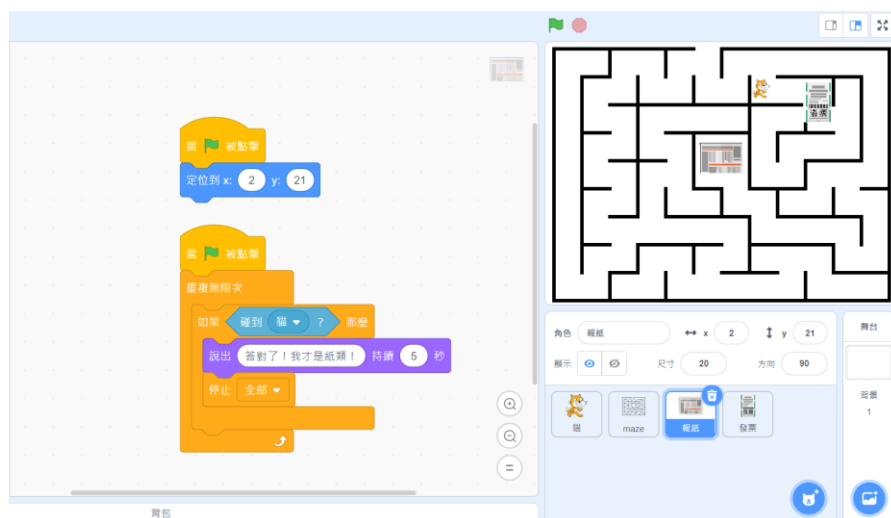 當 被點擊
定位到 x: 2 y: 21
當 被點擊
重複無限次
如果 碰到 貓 ? 那麼
說出 答對了!我才是紙類! 持續 5 秒
停止 全部
背包
角色 報紙 x 2 y 21
顯示 尺寸 20 方向 90
貓 maze 報紙 發票
舞台
背景
1